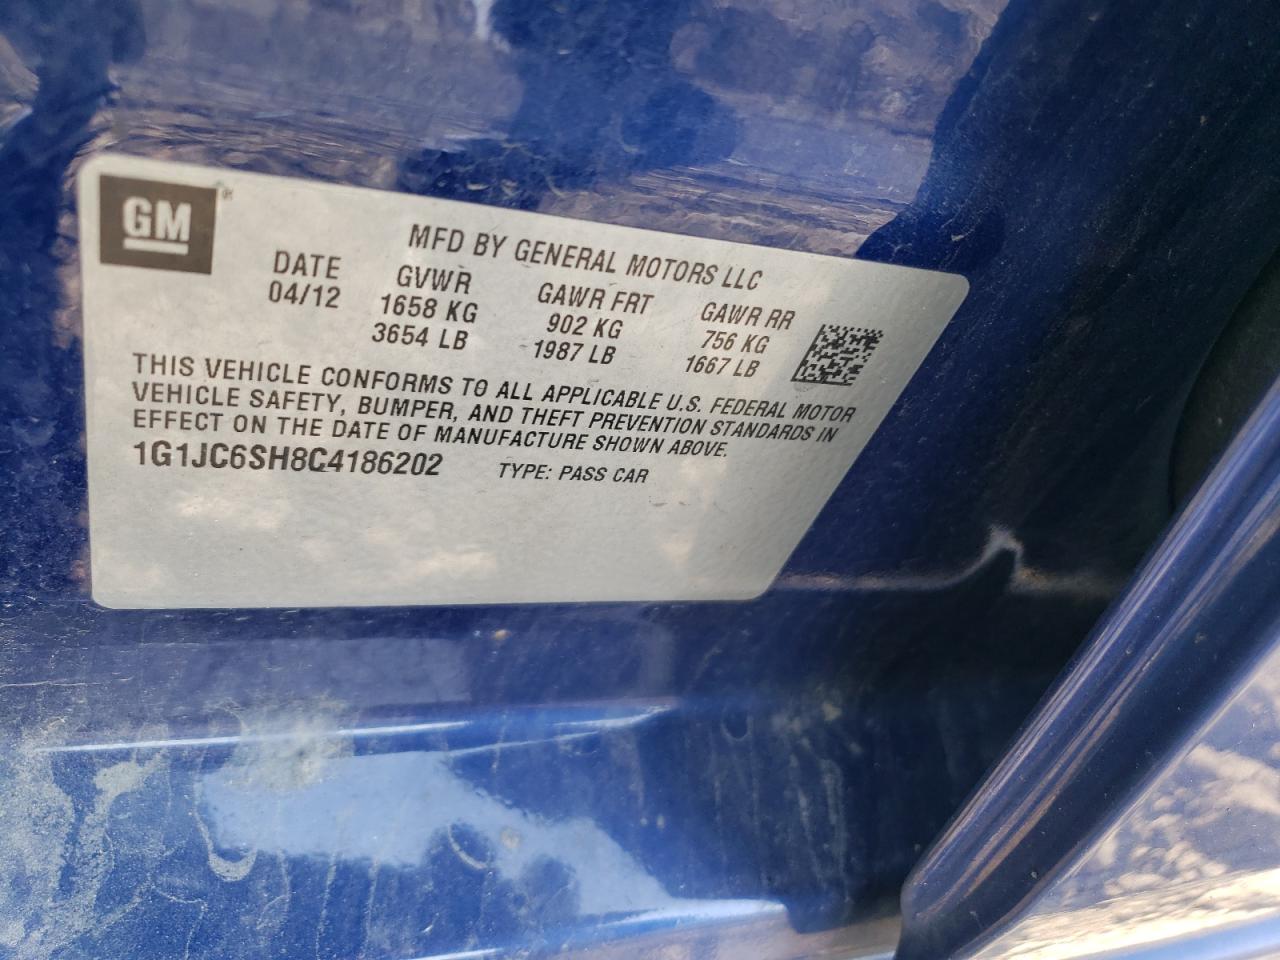 GM
MFD BY GENERAL MOTORS LLC
DATE GVWR GAWR FRT GAWR RR
04/12 1658 KG 902 KG 756 KG
3654 LB 1987 LB 1667 LB
THIS VEHICLE CONFORMS TO ALL APPLICABLE U.S. FEDERAL MOTOR
VEHICLE SAFETY, BUMPER, AND THEFT PREVENTION STANDARDS IN
EFFECT ON THE DATE OF MANUFACTURE SHOWN ABOVE.
1G1JC6SH8C4186202 TYPE: PASS CAR